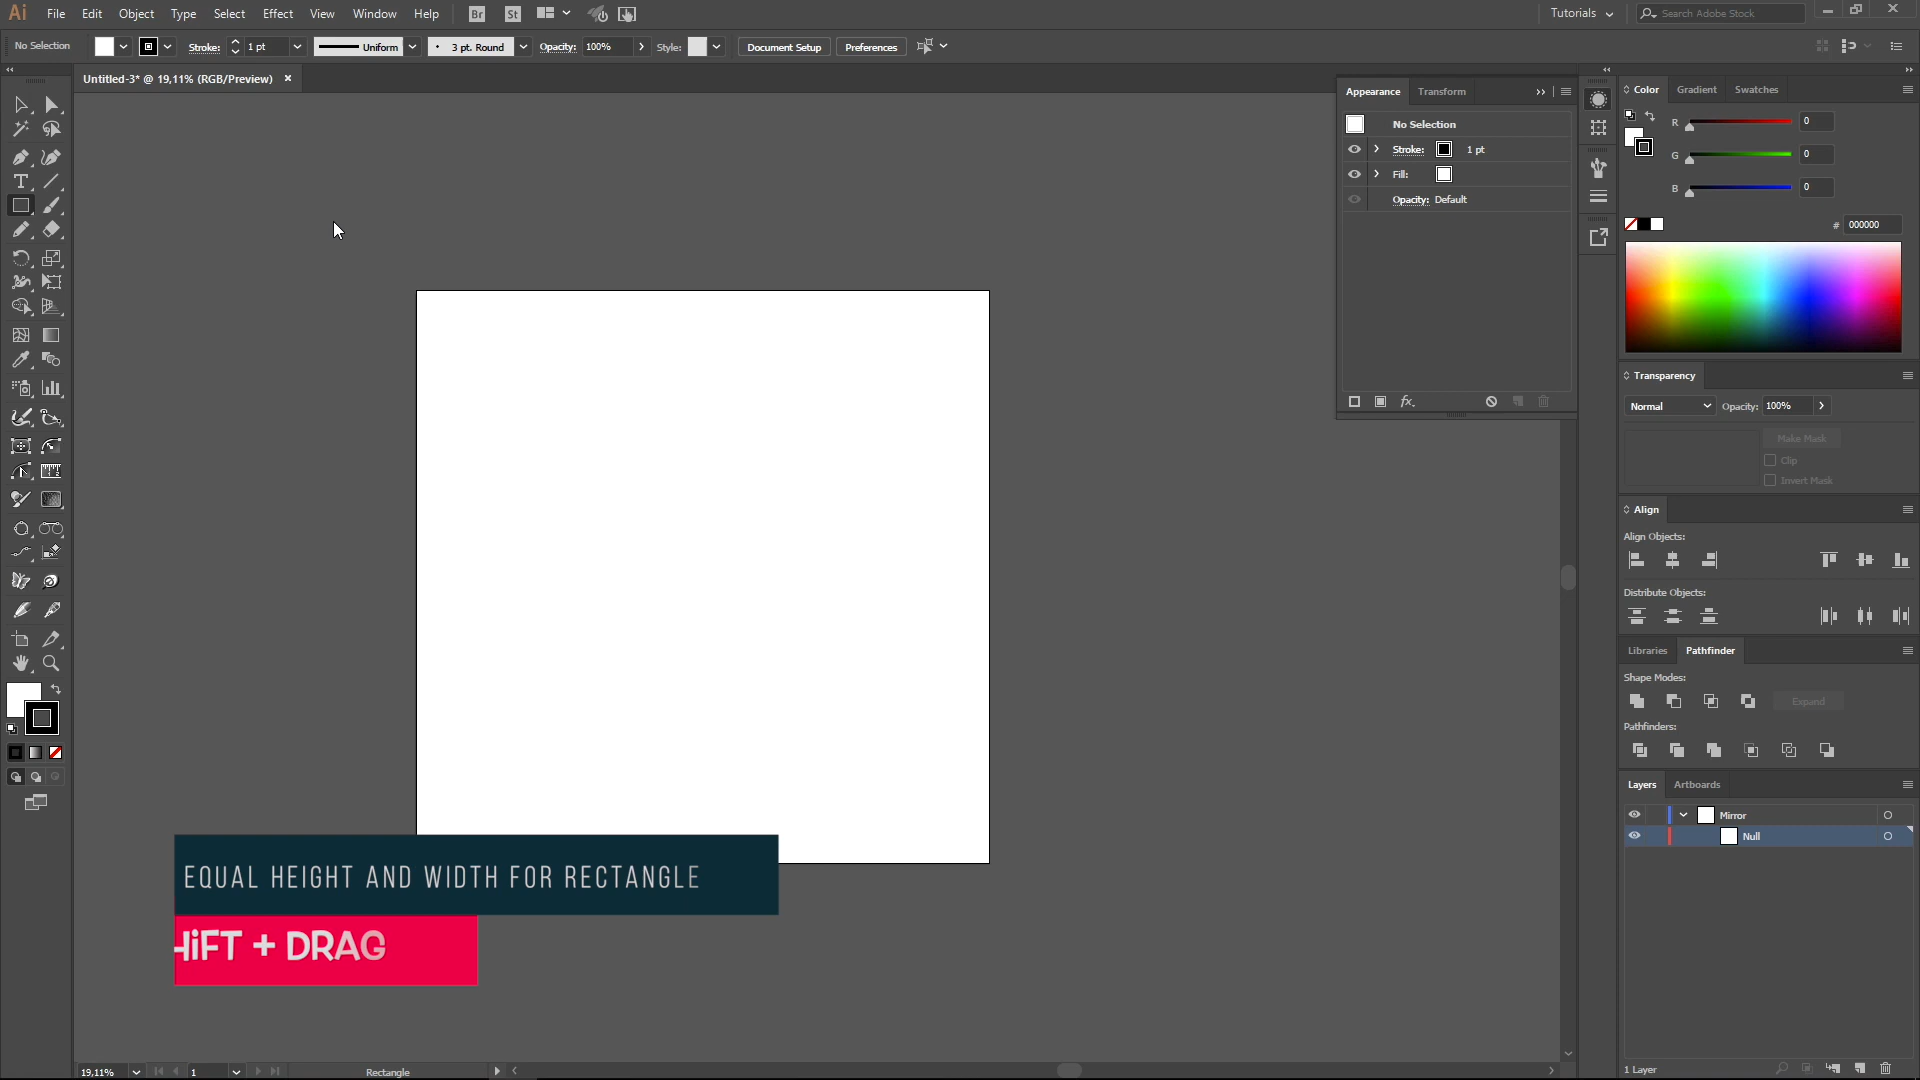 Ai File Edit Object Type Select Effect View Window Help Br St Tutorials Search Adobe Stock
No Selection Stroke: 1 pt Uniform 3 pt. Round Opacity: 100% Style: Document Setup Preferences
Untitled-3* @ 19,11% (RGB/Preview)
Appearance Transform
No Selection
Stroke: 1 pt
Fill:
Opacity: Default
fx.
Color Gradient Swatches
R 0
G 0
B 0
# 000000
Transparency
Normal Opacity: 100%
Make Mask
Clip
Invert Mask
Align
Align Objects:
Distribute Objects:
Libraries Pathfinder
Shape Modes:
Expand
Pathfinders:
Layers Artboards
Mirror
Null
1 Layer
EQUAL HEIGHT AND WIDTH FOR RECTANGLE
HiFT + DRAG
19,11% 1 Rectangle